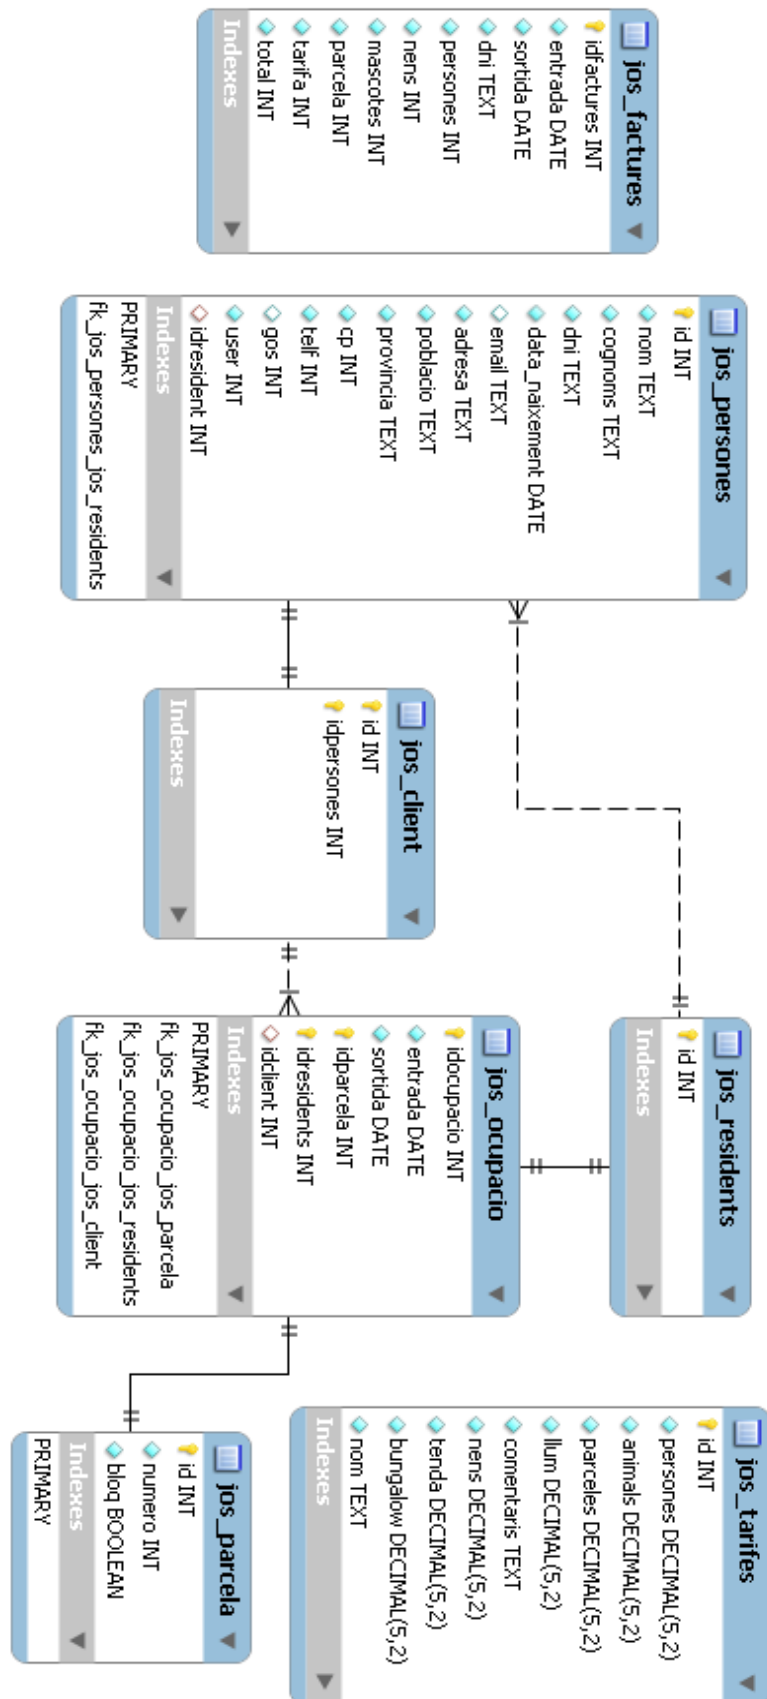 jos_factures
idfactures INT
entrada DATE
sortida DATE
dni TEXT
persones INT
nens INT
mascotes INT
parcela INT
tarifa INT
total INT
Indexes
jos_persones
id INT
nom TEXT
cognoms TEXT
dni TEXT
data_naixement DATE
email TEXT
adresa TEXT
poblacio TEXT
provincia TEXT
cp INT
telf INT
gos INT
user INT
idresident INT
Indexes
PRIMARY
fk_jos_persones_jos_residents
jos_client
id INT
idpersones INT
Indexes
jos_residents
id INT
Indexes
jos_ocupacio
idocupacio INT
entrada DATE
sortida DATE
idparcela INT
idresidents INT
idclient INT
Indexes
PRIMARY
fk_jos_ocupacio_jos_parcela
fk_jos_ocupacio_jos_residents
fk_jos_ocupacio_jos_client
jos_tarifes
id INT
persones DECIMAL(5,2)
animals DECIMAL(5,2)
parceles DECIMAL(5,2)
llum DECIMAL(5,2)
comentaris TEXT
nens DECIMAL(5,2)
tenda DECIMAL(5,2)
bungalow DECIMAL(5,2)
nom TEXT
Indexes
jos_parcela
id INT
numero INT
bloq BOOLEAN
Indexes
PRIMARY